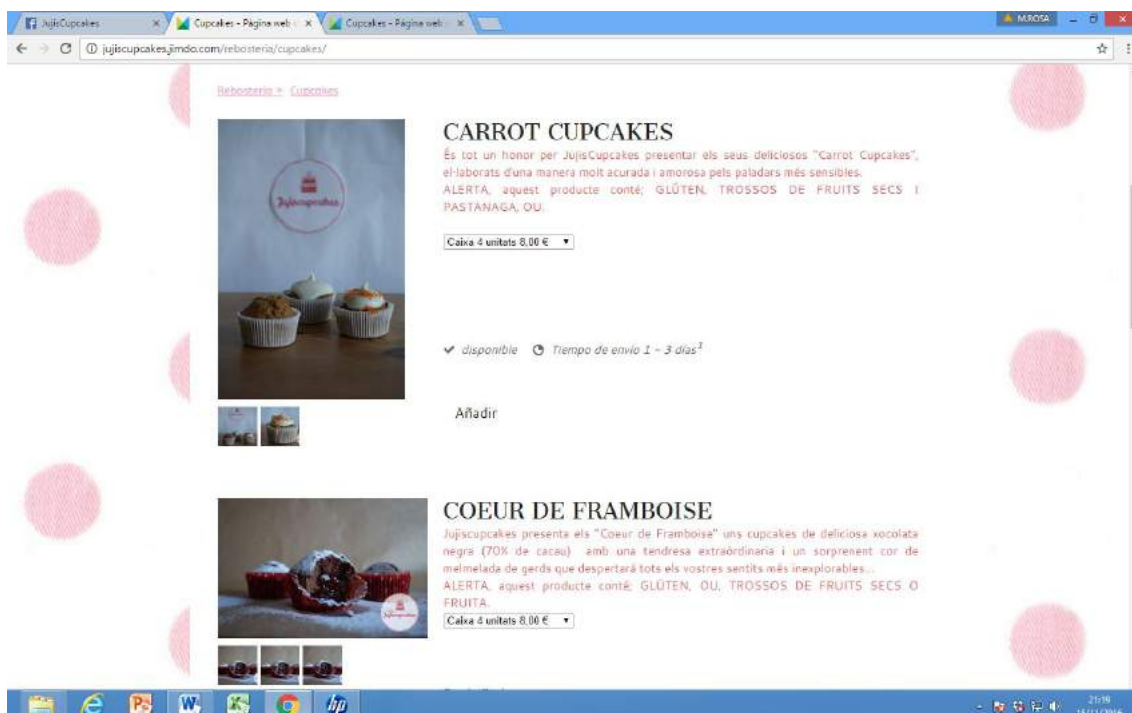 JujisCupcakes
Cupcakes - Página web
Cupcakes - Página web
M.ROSA
jujiscupcakes.jimdo.com/rebosteria/cupcakes/
Rebosteria > Cupcakes
CARROT CUPCAKES
És tot un honor per JujisCupcakes presentar els seus deliciosos "Carrot Cupcakes",
el·laborats d'una manera molt acurada i amorosa pels paladars més sensibles.
ALERTA, aquest producte conté; GLÚTEN, TROSSOS DE FRUITS SECS I
PASTANAGA, OU.
Jujiscupcakes
Caixa 4 unitats 8,00 €
disponible Tiempo de envío 1 - 3 días1
Añadir
COEUR DE FRAMBOISE
Jujiscupcakes presenta els "Coeur de Framboise" uns cupcakes de deliciosa xocolata
negra (70% de cacau) amb una tendresa extraòrdinaria i un sorprenent cor de
melmelada de gerds que despertará tots els vostres sentits més inexplorables...
ALERTA, aquest producte conté; GLÚTEN, OU, TROSSOS DE FRUITS SECS O
FRUITA.
Jujiscupcakes
Caixa 4 unitats 8,00 €
hp